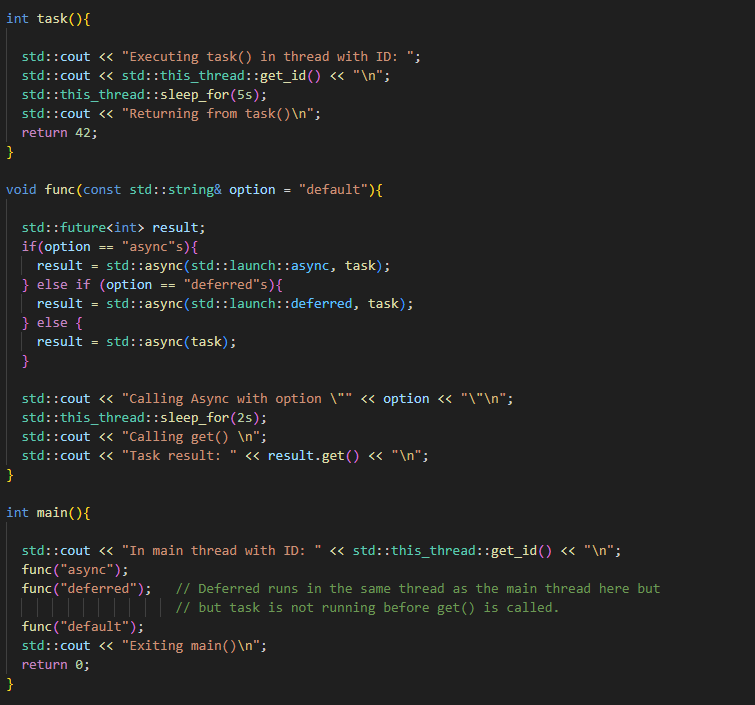 int task(){
std::cout << "Executing task() in thread with ID: ";
std::cout << std::this_thread::get_id() << "\n";
std::this_thread::sleep_for(5s);
std::cout << "Returning from task()\n";
return 42;
}
void func(const std::string& option = "default"){
std::future<int> result;
if(option == "async"s){
result = std::async(std::launch::async, task);
} else if (option == "deferred"s){
result = std::async(std::launch::deferred, task);
} else {
result = std::async(task);
}
std::cout << "Calling Async with option \"" << option << "\"\n";
std::this_thread::sleep_for(2s);
std::cout << "Calling get() \n";
std::cout << "Task result: " << result.get() << "\n";
}
int main(){
std::cout << "In main thread with ID: " << std::this_thread::get_id() << "\n";
func("async");
func("deferred");   // Deferred runs in the same thread as the main thread here but
// but task is not running before get() is called.
func("default");
std::cout << "Exiting main()\n";
return 0;
}